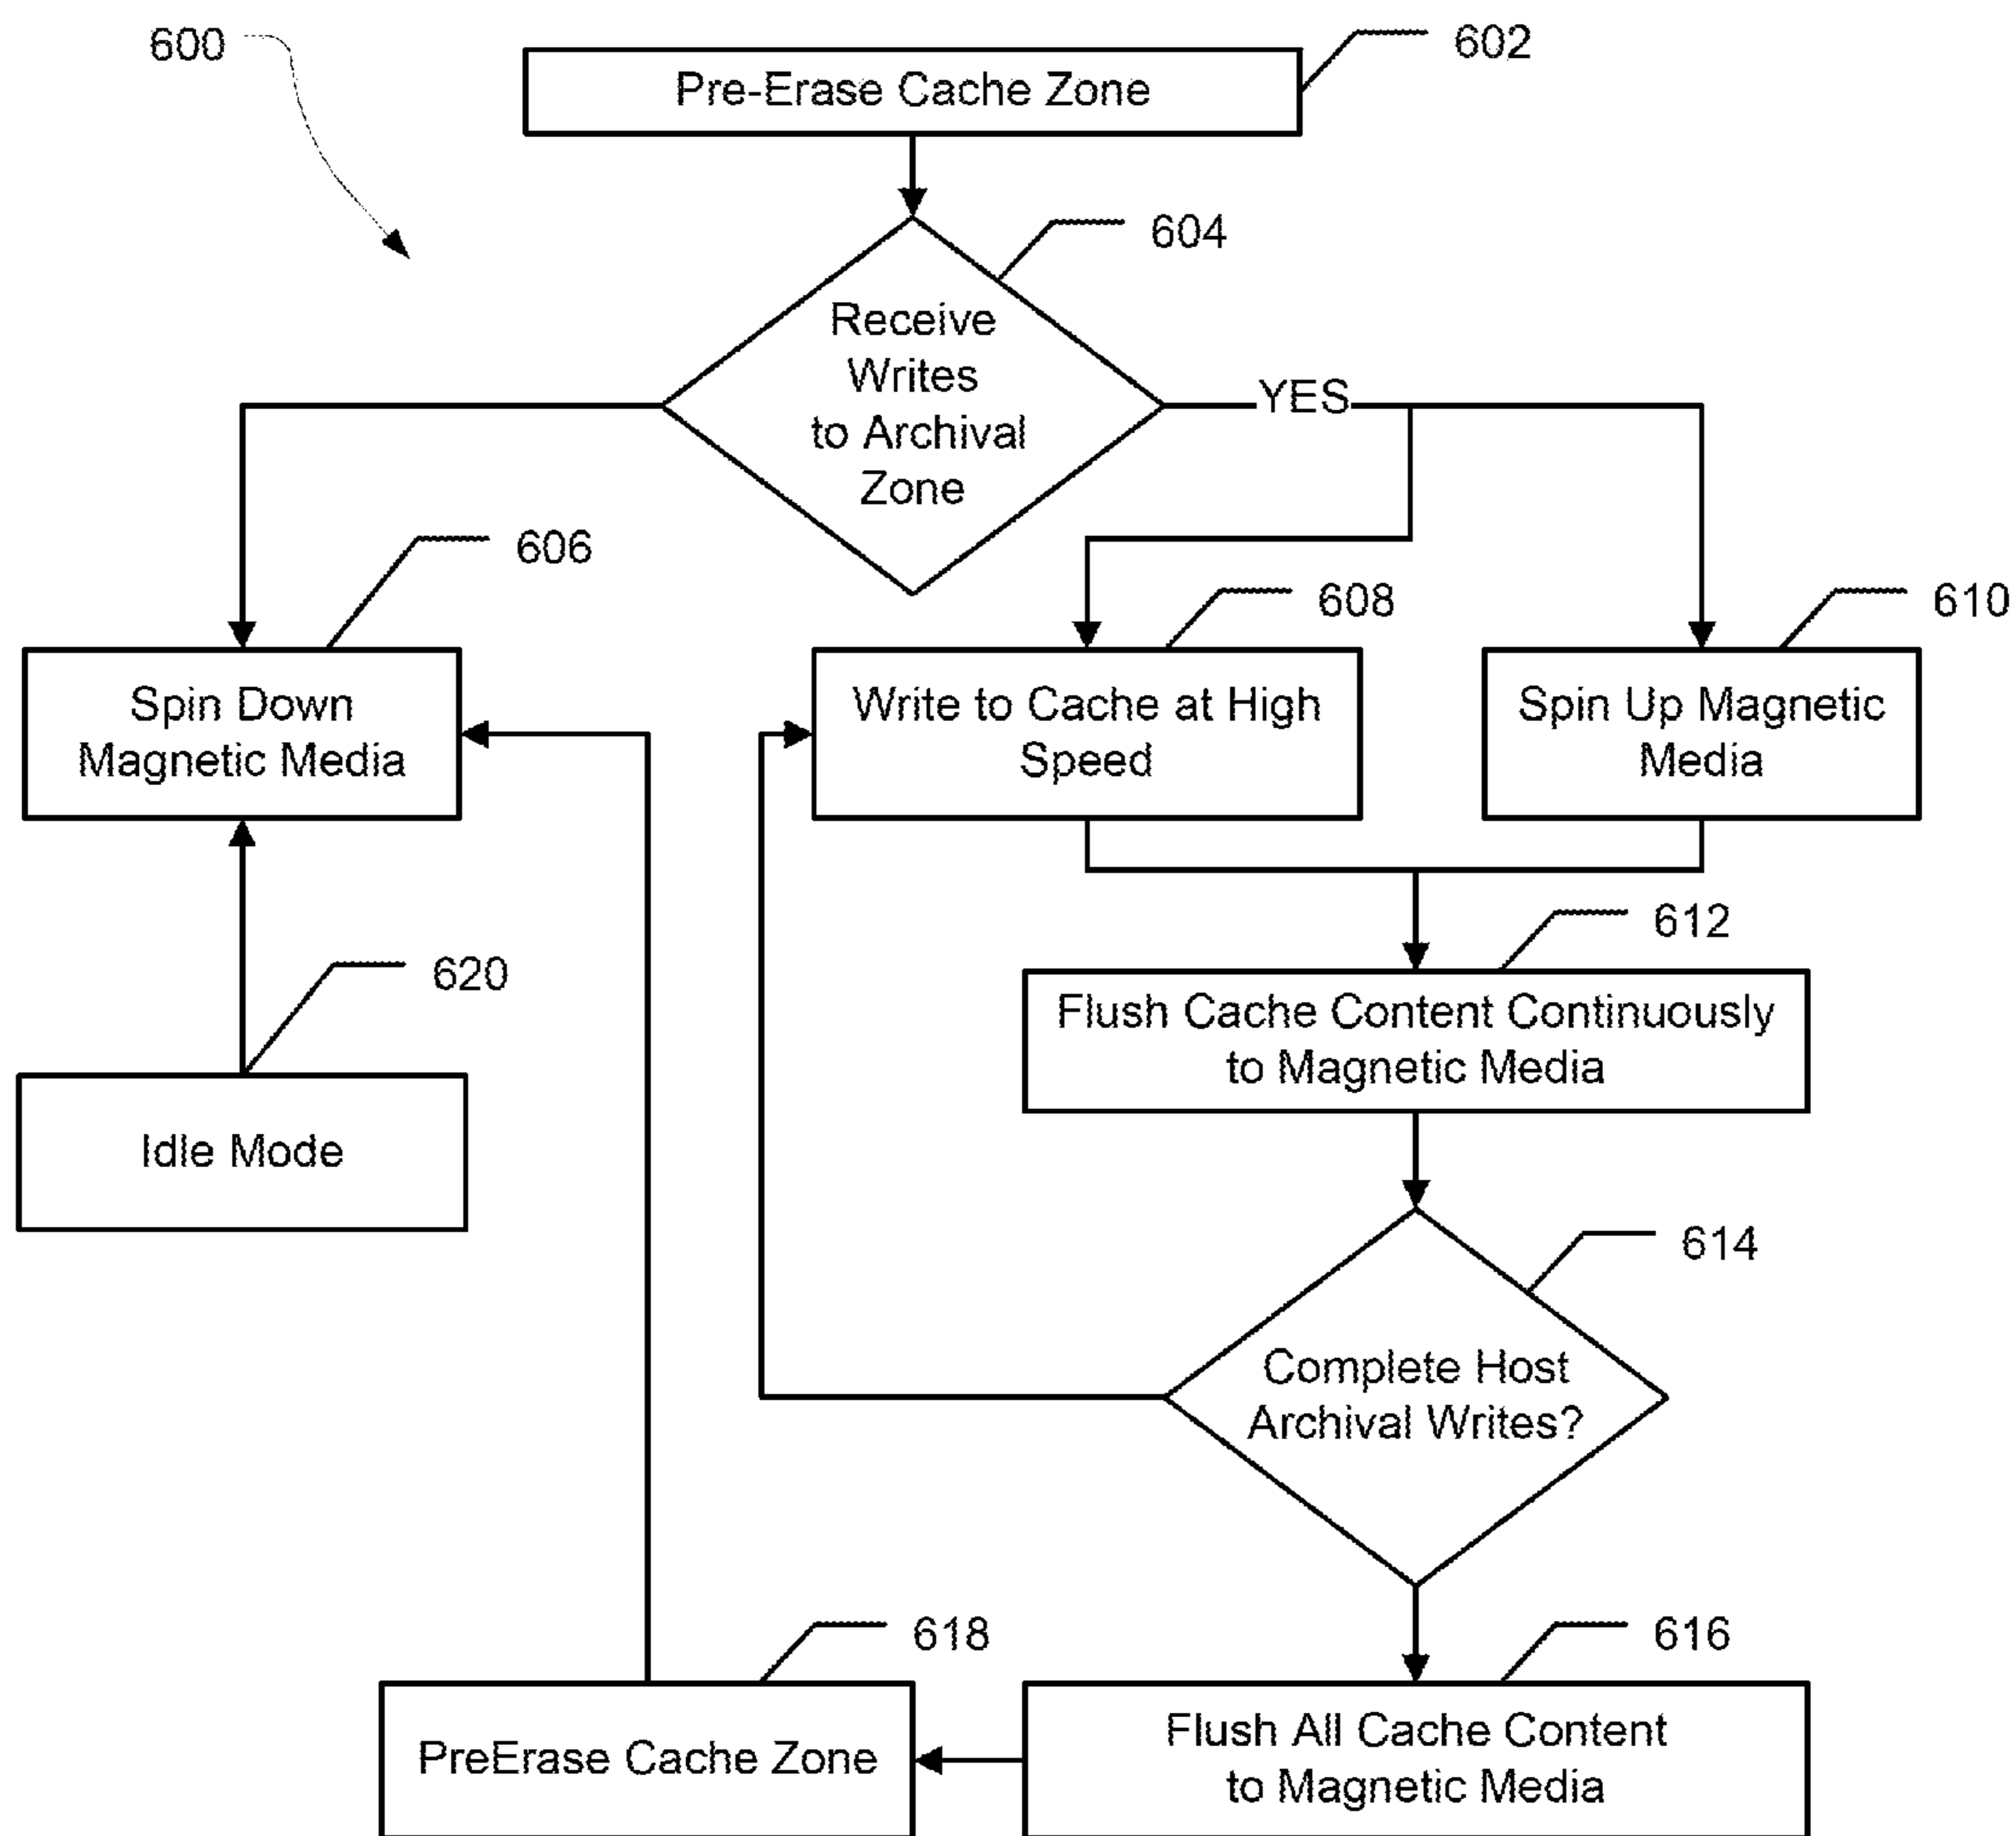 600
602
Pre-Erase Cache Zone
604
Receive
Writes
to Archival
Zone
YES
606
608
610
Spin Down
Magnetic Media
Write to Cache at High
Speed
Spin Up Magnetic
Media
612
620
Flush Cache Content Continuously
to Magnetic Media
Idle Mode
614
Complete Host
Archival Writes?
618
616
PreErase Cache Zone
Flush All Cache Content
to Magnetic Media